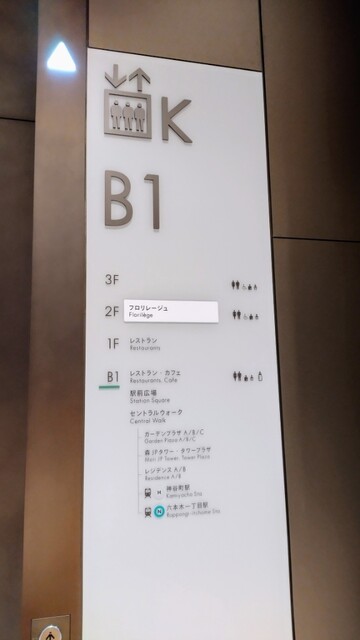 K
B1
3F
2F フロリレージュ
Florilège
1F レストラン
Restaurants
B1 レストラン・カフェ
Restaurants, Cafe
駅前広場
Station Square
セントラルウォーク
Central Walk
ガーデンプラザ A/B/C
Garden Plaza A/B/C
森JPタワー・タワープラザ
Mori JP Tower, Tower Plaza
レジデンス A/B
Residence A/B
神谷町駅
Kamiyacho Sta.
N 六本木一丁目駅
Roppongi-itchome Sta.